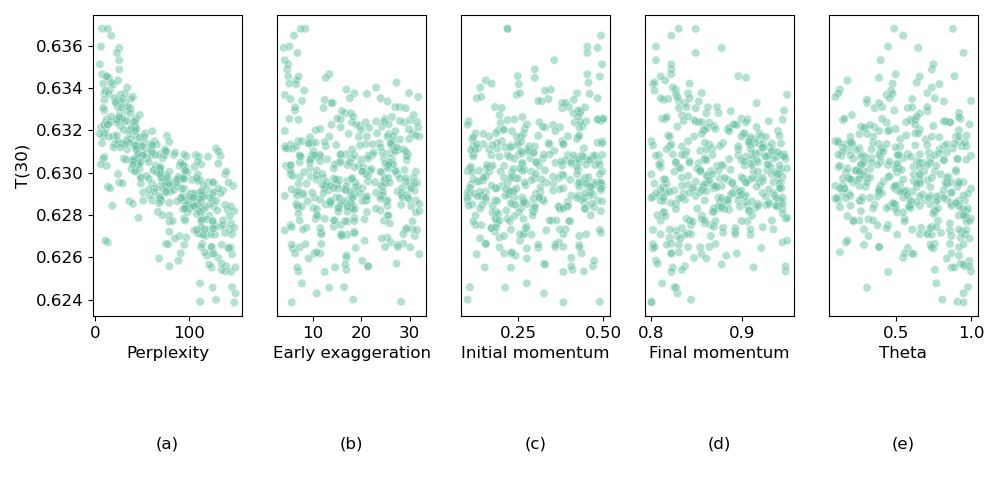 T(30)
0.636
0.634
0.632
0.630
0.628
0.626
0.624
0 100
Perplexity
10 20 30
Early exaggeration
0.25 0.50
Initial momentum
0.8 0.9
Final momentum
0.5 1.0
Theta
(a) (b) (c) (d) (e)